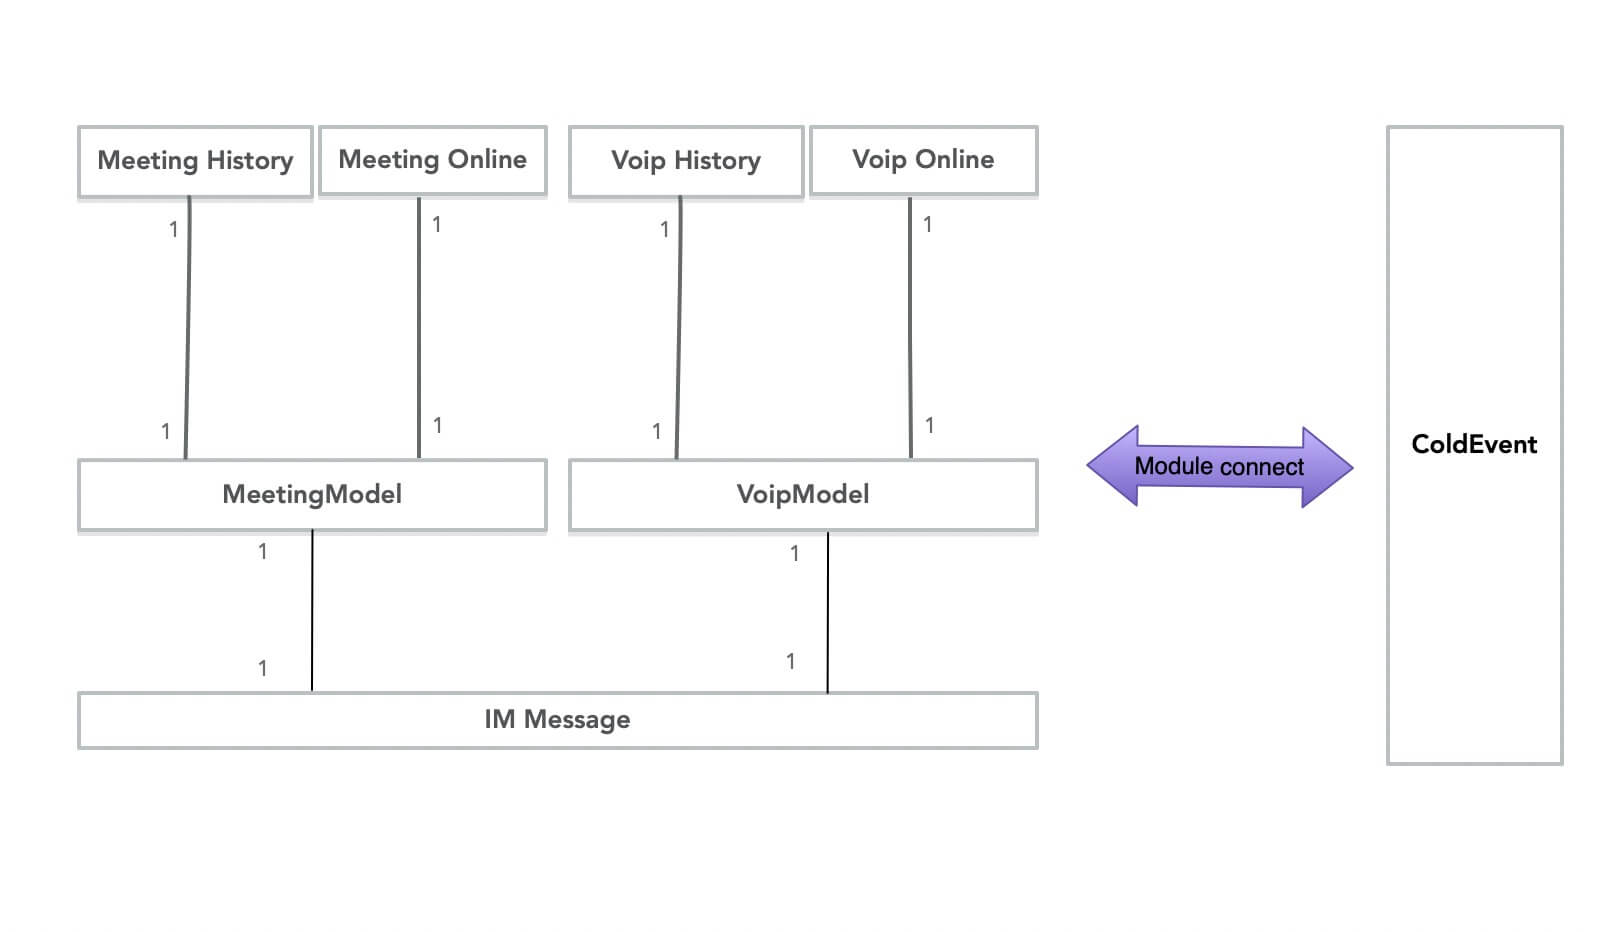 Meeting History
Meeting Online
Voip History
Voip Online
1
1
1
1
1
1
1
1
ColdEvent
Module connect
MeetingModel
VoipModel
1
1
1
1
IM Message